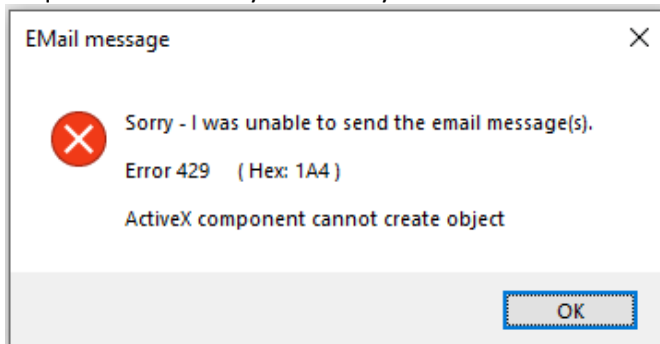 EMail message
Sorry - I was unable to send the email message(s).
Error 429 ( Hex: 1A4 )
ActiveX component cannot create object
OK